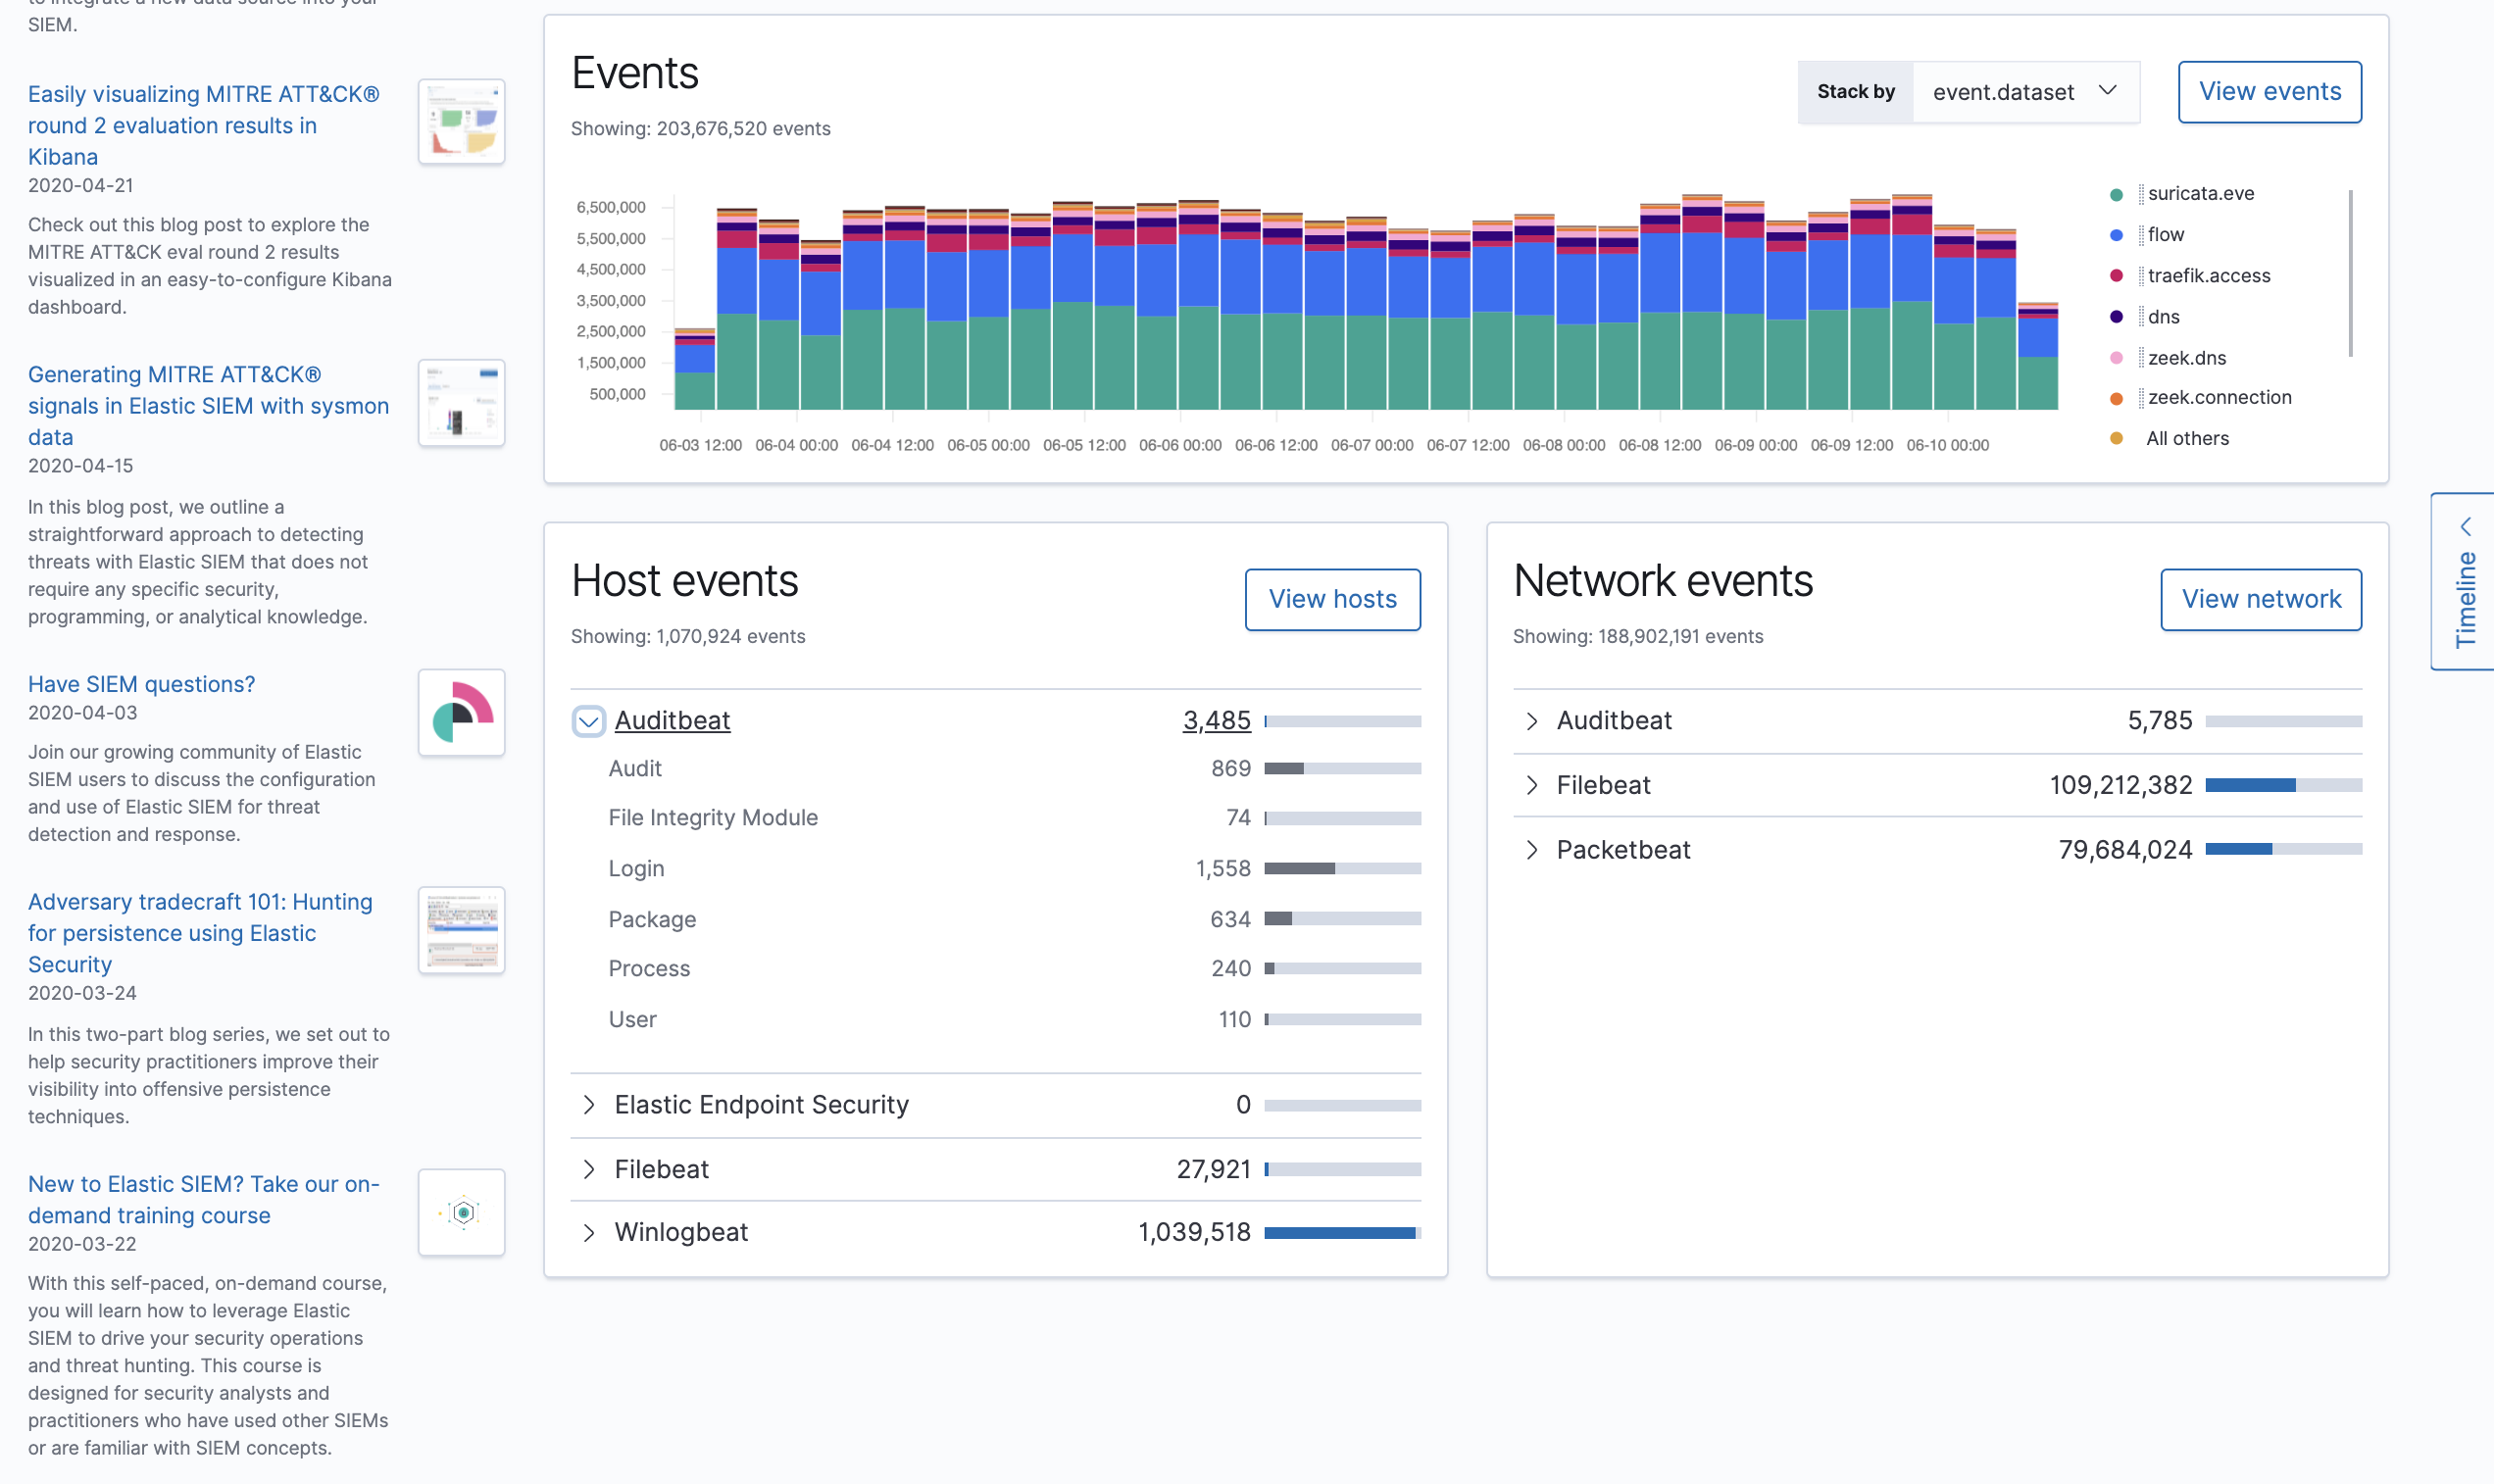 to integrate a new data source into your
SIEM.
Easily visualizing MITRE ATT&CK®
round 2 evaluation results in
Kibana
2020-04-21
Check out this blog post to explore the
MITRE ATT&CK eval round 2 results
visualized in an easy-to-configure Kibana
dashboard.
Generating MITRE ATT&CK®
signals in Elastic SIEM with sysmon
data
2020-04-15
In this blog post, we outline a
straightforward approach to detecting
threats with Elastic SIEM that does not
require any specific security,
programming, or analytical knowledge.
Have SIEM questions?
2020-04-03
Join our growing community of Elastic
SIEM users to discuss the configuration
and use of Elastic SIEM for threat
detection and response.
Adversary tradecraft 101: Hunting
for persistence using Elastic
Security
2020-03-24
In this two-part blog series, we set out to
help security practitioners improve their
visibility into offensive persistence
techniques.
New to Elastic SIEM? Take our on-
demand training course
2020-03-22
With this self-paced, on-demand course,
you will learn how to leverage Elastic
SIEM to drive your security operations
and threat hunting. This course is
designed for security analysts and
practitioners who have used other SIEMs
or are familiar with SIEM concepts.
Events
Showing: 203,676,520 events
Stack by event.dataset
View events
6,500,000
5,500,000
4,500,000
3,500,000
2,500,000
1,500,000
500,000
06-03 12:00 06-04 00:00 06-04 12:00 06-05 00:00 06-05 12:00 06-06 00:00 06-06 12:00 06-07 00:00 06-07 12:00 06-08 00:00 06-08 12:00 06-09 00:00 06-09 12:00 06-10 00:00
suricata.eve
flow
traefik.access
dns
zeek.dns
zeek.connection
All others
Host events
Showing: 1,070,924 events
View hosts
Auditbeat 3,485
Audit 869
File Integrity Module 74
Login 1,558
Package 634
Process 240
User 110
Elastic Endpoint Security 0
Filebeat 27,921
Winlogbeat 1,039,518
Network events
Showing: 188,902,191 events
View network
Auditbeat 5,785
Filebeat 109,212,382
Packetbeat 79,684,024
Timeline